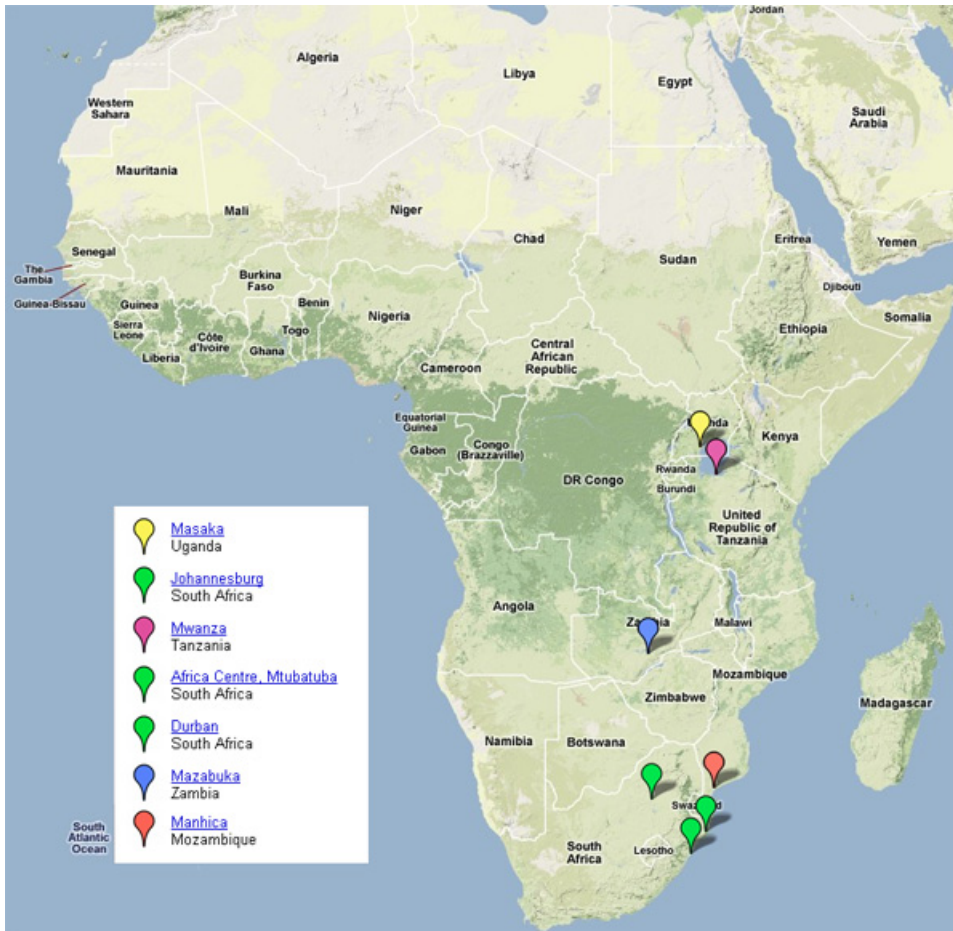 Jordan
Algeria
Libya
Egypt
Western
Sahara
Saudi
Arabia
Mauritania
Mali
Niger
Chad
Sudan
Eritrea
Yemen
Senegal
The
Gambia
Guinea-Bissau
Burkina
Faso
Djibouti
Guinea
Benin
Nigeria
Somalia
Sierra
Leone
Côte
d'Ivoire
Togo
Ghana
Liberia
Ethiopia
Central
African
Republic
Cameroon
Equatorial
Guinea
Gabon
Congo
(Brazzaville)
Kenya
DR Congo
Rwanda
Burundi
United
Republic of
Tanzania
Masaka
Uganda
Johannesburg
South Africa
Mwanza
Tanzania
Africa Centre, Mtubatuba
South Africa
Durban
South Africa
Mazabuka
Zambia
Manhica
Mozambique
Angola
Malawi
Mozambique
Zimbabwe
Madagascar
Namibia
Botswana
South
Atlantic
Ocean
South
Africa
Lesotho